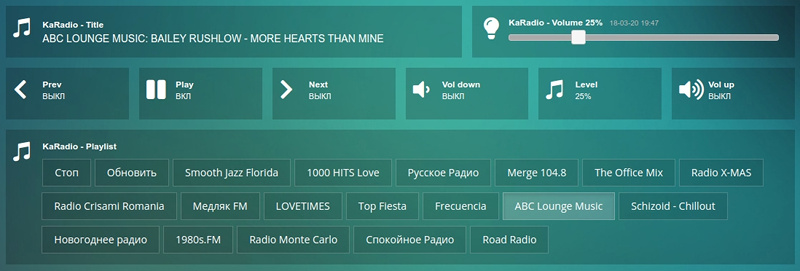 KaRadio - Title
ABC LOUNGE MUSIC: BAILEY RUSHLOW - MORE HEARTS THAN MINE
KaRadio - Volume 25% 18-03-20 19:47
Prev
ВЫКЛ
Play
ВКЛ
Next
ВЫКЛ
Vol down
ВЫКЛ
Level
25%
Vol up
ВЫКЛ
KaRadio - Playlist
Стоп Обновить Smooth Jazz Florida 1000 HITS Love Русское Радио Merge 104.8 The Office Mix Radio X-MAS
Radio Crisami Romania Медляк FM LOVETIMES Top Fiesta Frecuencia ABC Lounge Music Schizoid - Chillout
Новогоднее радио 1980s.FM Radio Monte Carlo Спокойное Радио Road Radio